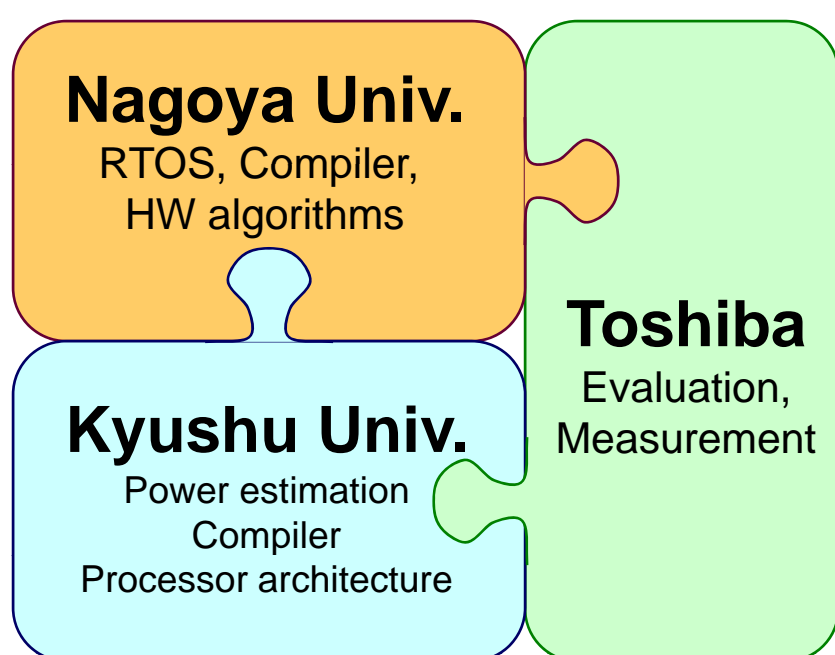 Nagoya Univ.
RTOS, Compiler,
HW algorithms
Kyushu Univ.
Power estimation
Compiler
Processor architecture
Toshiba
Evaluation,
Measurement